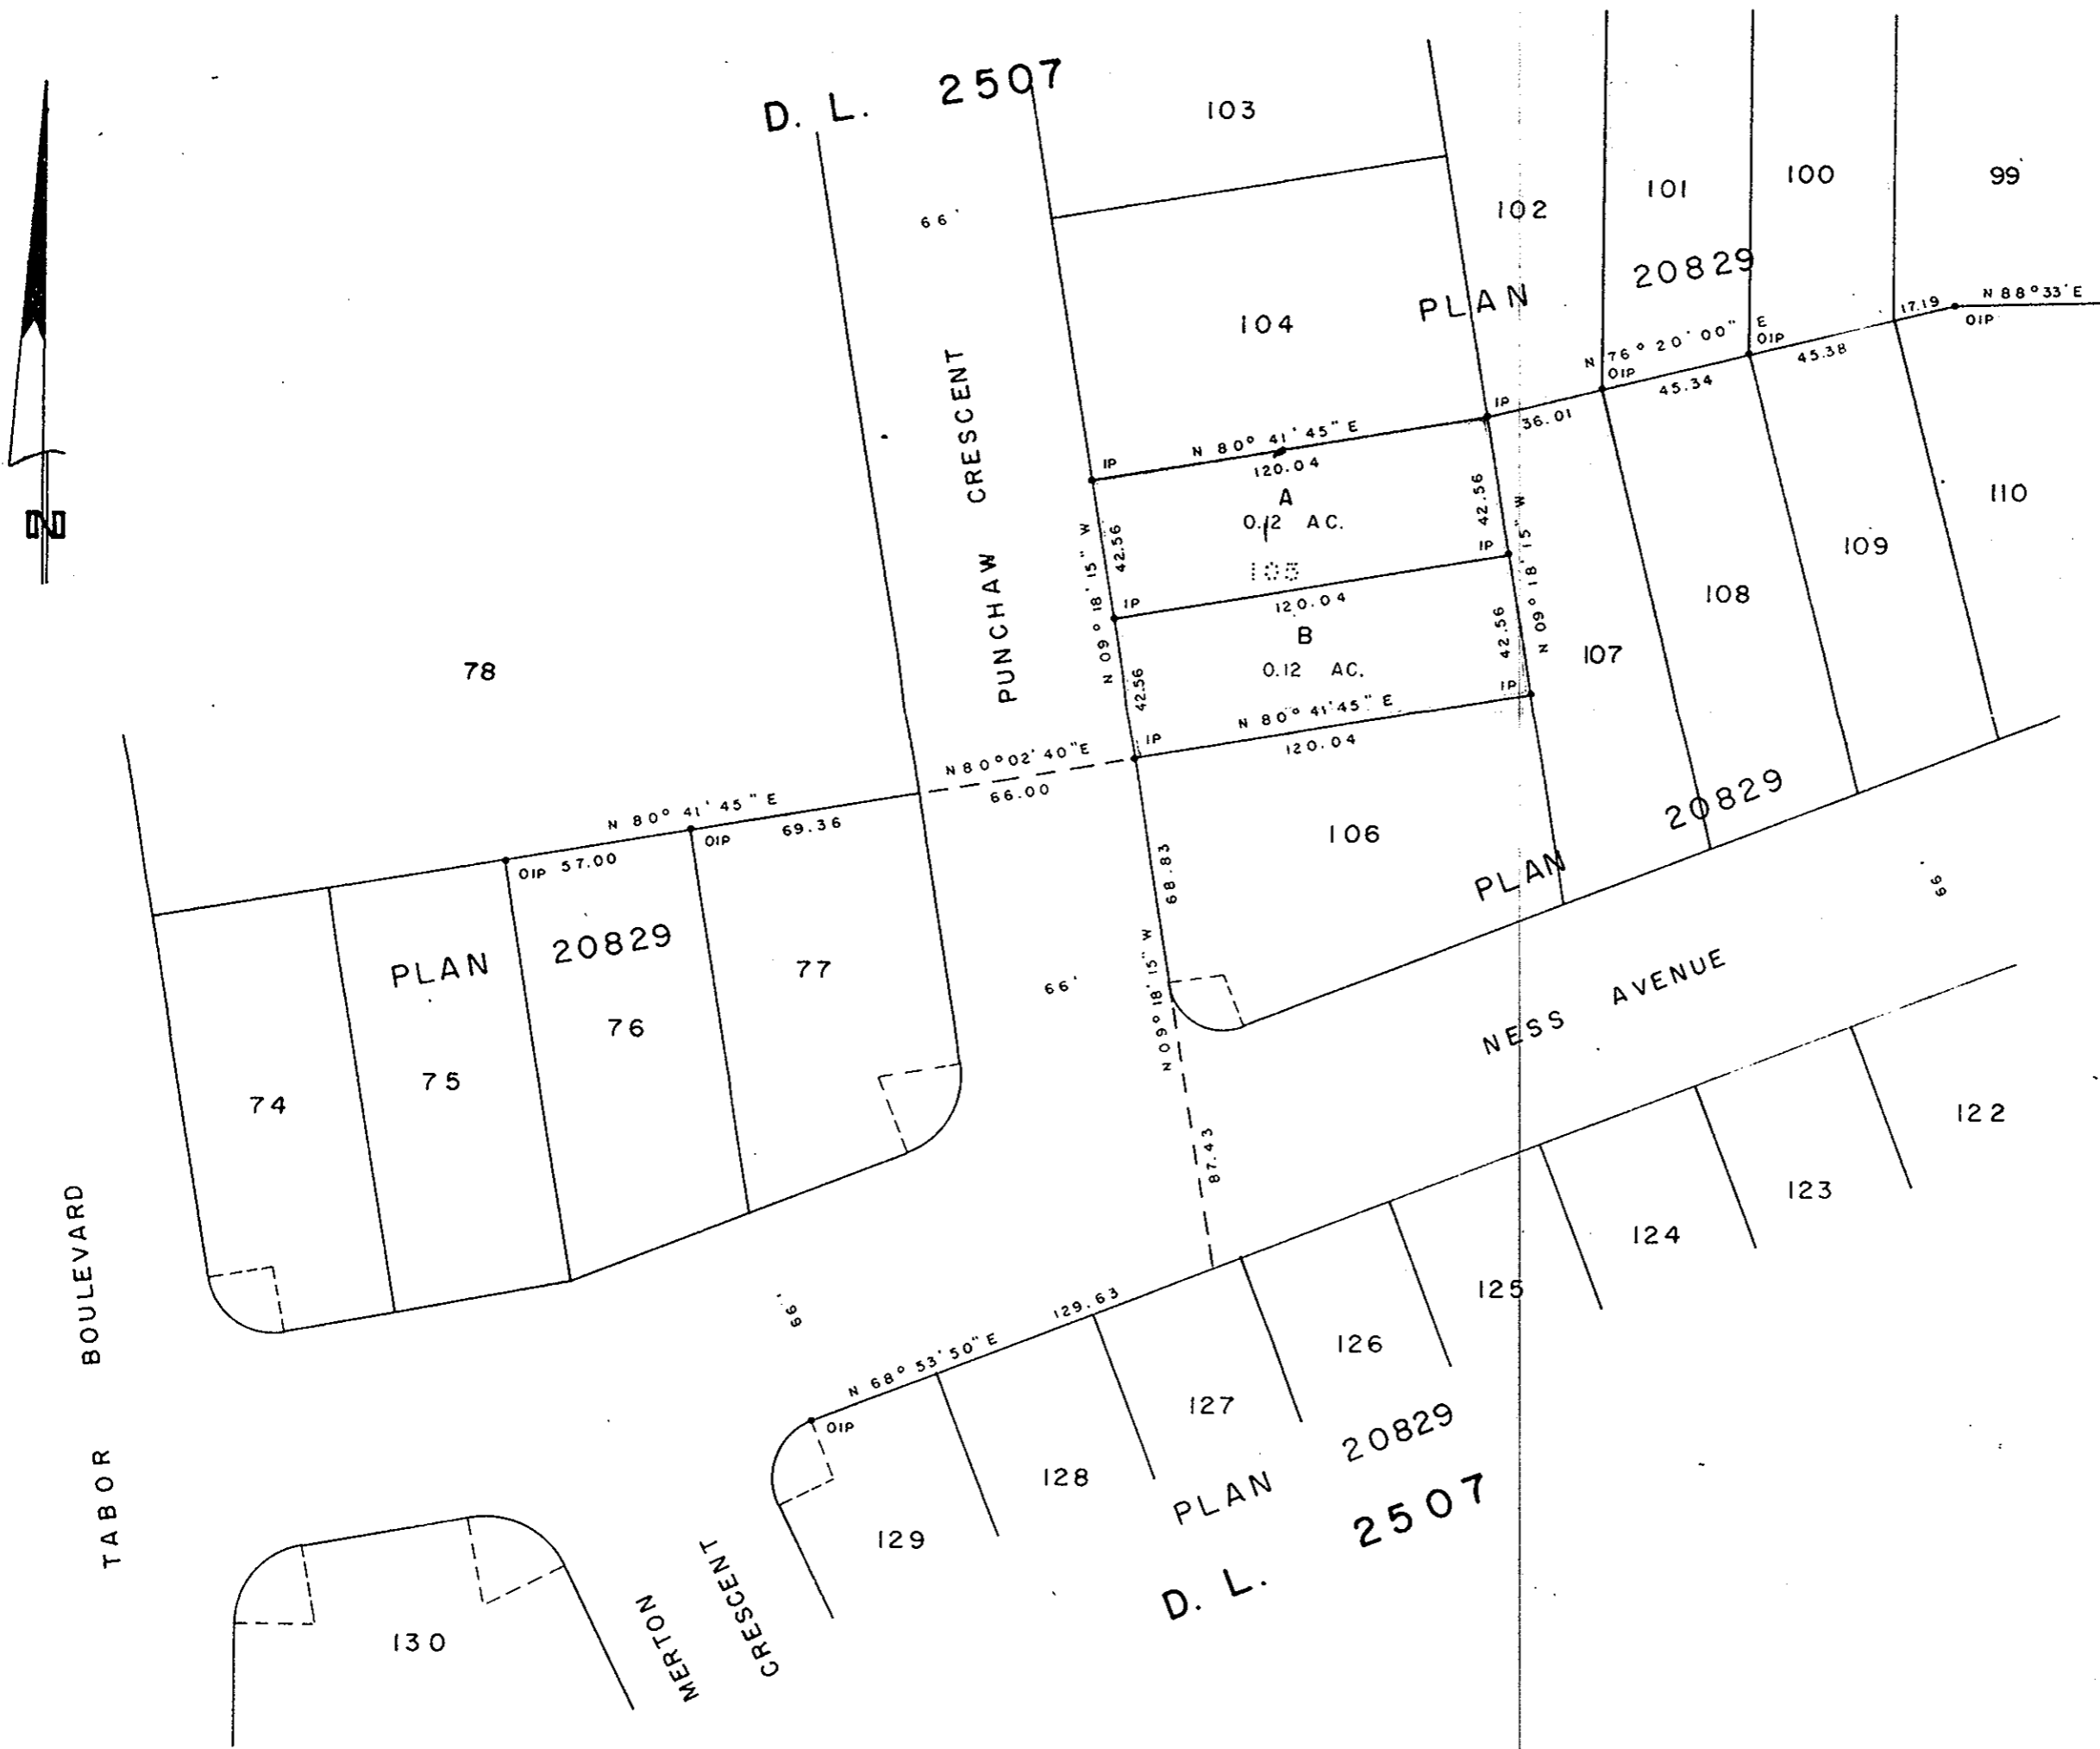 D. L. 2507
103
66'
102
101
100
99
PLAN 20829
104
N 76° 20' 00" E
17.19
N 88° 33' E
OIP
OIP
OIP
45.38
45.34
IP
36.01
PUNCHAW CRESCENT
N 80° 41' 45" E
120.04
IP
A
0.12 AC.
42.56
42.56
N 09° 18' 15" W
N 09° 18' 15" W
105
IP
IP
120.04
B
0.12 AC.
42.56
42.56
IP
N 80° 41' 45" E
120.04
IP
107
108
109
110
N
78
N 80° 02' 40" E
66.00
N 80° 41' 45" E
69.36
OIP
57.00
OIP
106
68.83
PLAN 20829
66'
PLAN 20829
74
75
76
77
66'
N 09° 18' 15" W
87.43
NESS AVENUE
TABOR BOULEVARD
66'
N 68° 53' 50" E
129.63
OIP
122
123
124
125
126
127
128
129
PLAN 20829
D. L. 2507
MERTON CRESCENT
130